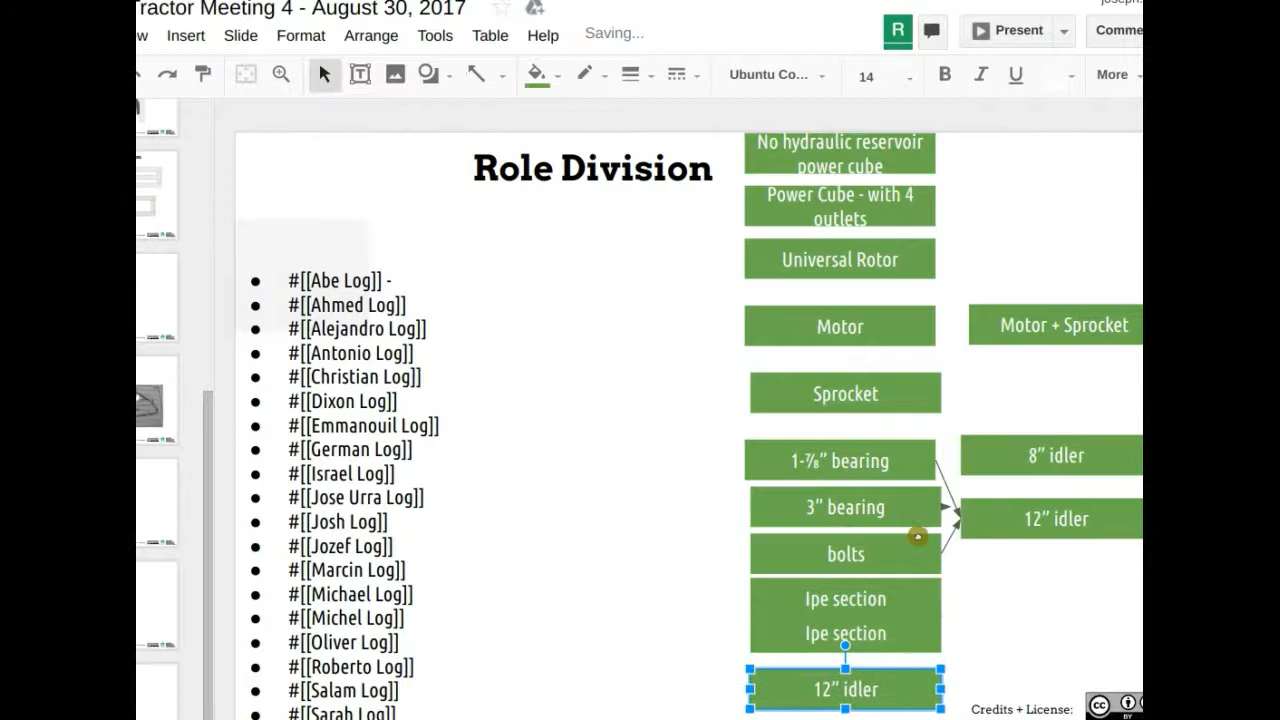 Tractor Meeting 4 - August 30, 2017
Insert Slide Format Arrange Tools Table Help Saving...
R
Present
Ubuntu Co...
14
B I U
More
Role Division
#[[Abe Log]] -
#[[Ahmed Log]]
#[[Alejandro Log]]
#[[Antonio Log]]
#[[Christian Log]]
#[[Dixon Log]]
#[[Emmanouil Log]]
#[[German Log]]
#[[Israel Log]]
#[[Jose Urra Log]]
#[[Josh Log]]
#[[Jozef Log]]
#[[Marcin Log]]
#[[Michael Log]]
#[[Michel Log]]
#[[Oliver Log]]
#[[Roberto Log]]
#[[Salam Log]]
#[[Sarah Log]]
No hydraulic reservoir
power cube
Power Cube - with 4
outlets
Universal Rotor
Motor
Motor + Sprocket
Sprocket
1-⅞” bearing
8” idler
3” bearing
12” idler
bolts
Ipe section
Ipe section
12” idler
Credits + License:
CC
BY